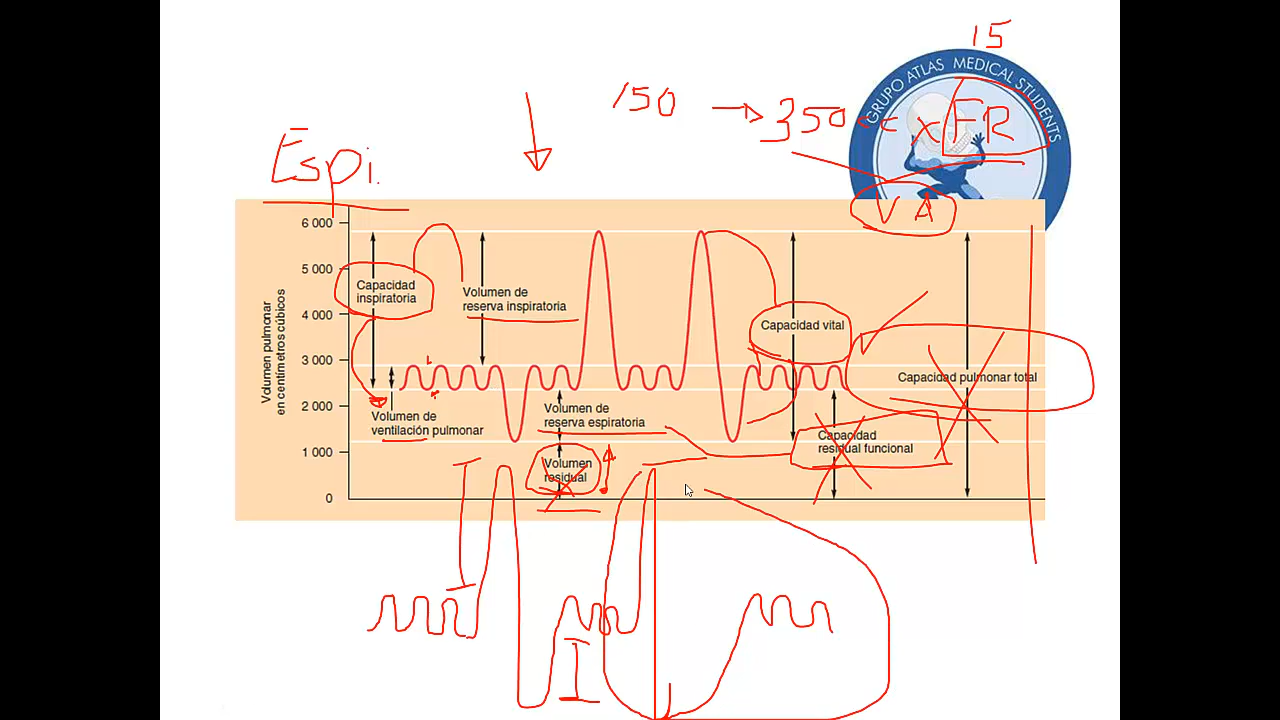 15
GRUPO ATLAS MEDICAL STUDENTS
150 → 350 cc x FR
Espi.
VA
6 000
5 000
4 000
3 000
2 000
1 000
0
Volumen pulmonar
en centímetros cúbicos
Capacidad
inspiratoria
Volumen de
reserva inspiratoria
Capacidad vital
Capacidad pulmonar total
Volumen de
ventilación pulmonar
Volumen de
reserva espiratoria
Capacidad
residual funcional
Volumen
residual